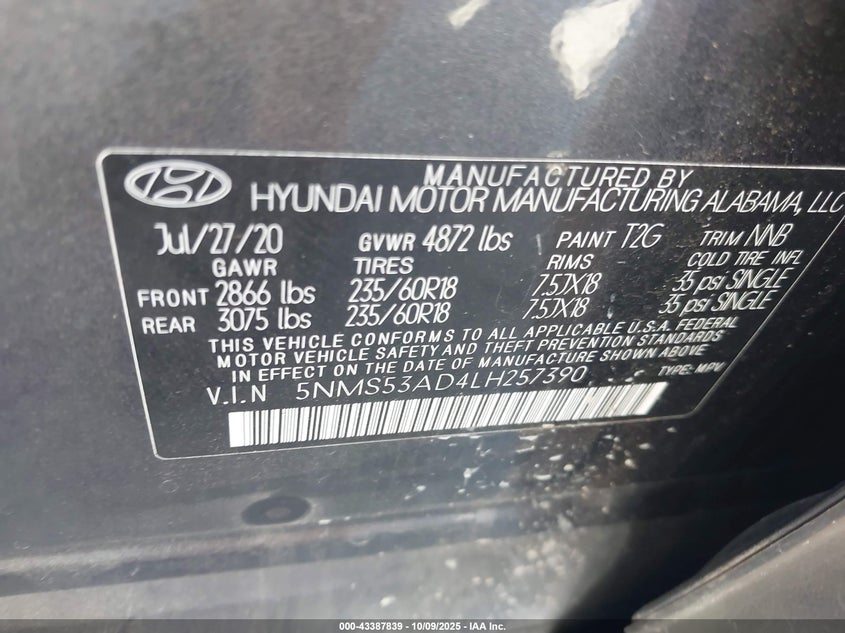 MANUFACTURED BY
HYUNDAI MOTOR MANUFACTURING ALABAMA, LLC
Jul/27/20 GVWR 4872 lbs PAINT T2G TRIM NNB
GAWR TIRES RIMS COLD TIRE INFL
FRONT 2866 lbs 235/60R18 7.5JX18 35 psi SINGLE
REAR 3075 lbs 235/60R18 7.5JX18 35 psi SINGLE
THIS VEHICLE CONFORMS TO ALL APPLICABLE U.S.A. FEDERAL
MOTOR VEHICLE SAFETY AND THEFT PREVENTION STANDARDS
IN EFFECT ON THE DATE OF MANUFACTURE SHOWN ABOVE
V.I.N 5NMS53AD4LH257390 TYPE: MPV
000-43387839 - 10/09/2025 - IAA Inc.